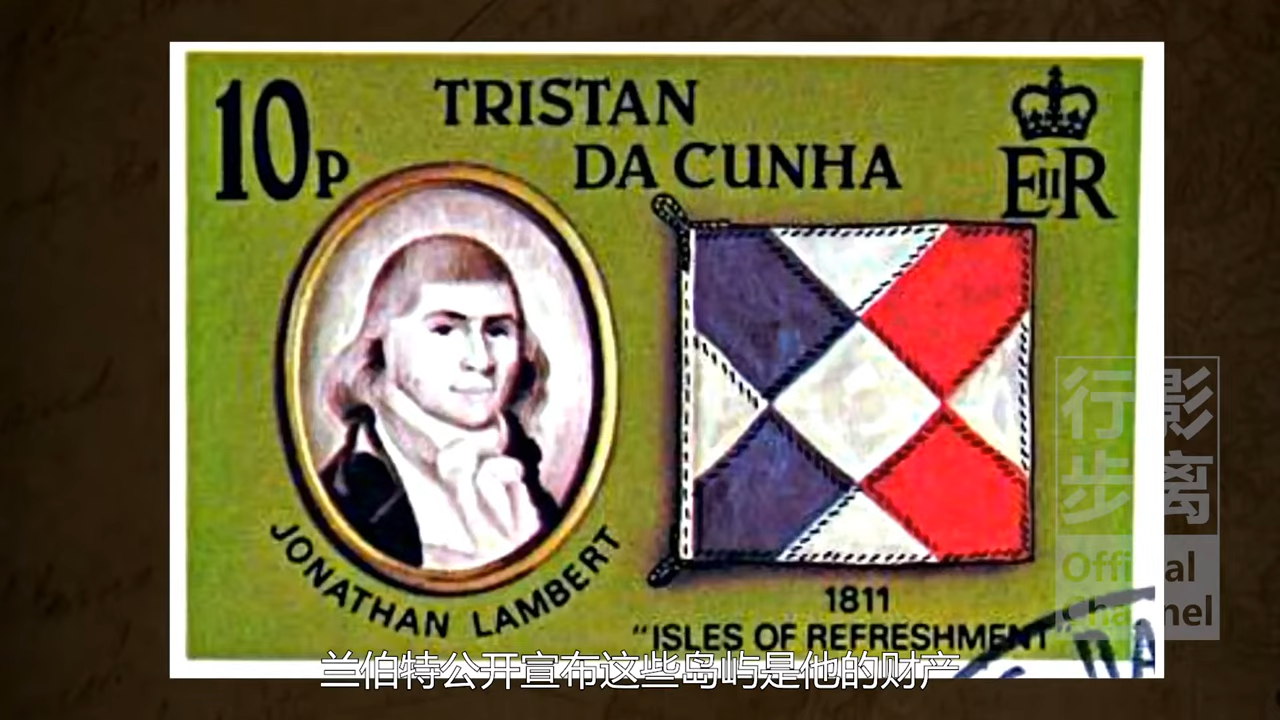 10P
TRISTAN
DA CUNHA
EIIR
JONATHAN LAMBERT
1811
“ISLES OF REFRESHMENT
兰伯特公开宣布这些岛屿是他的财产
行影
步离
Official
Channel
DA